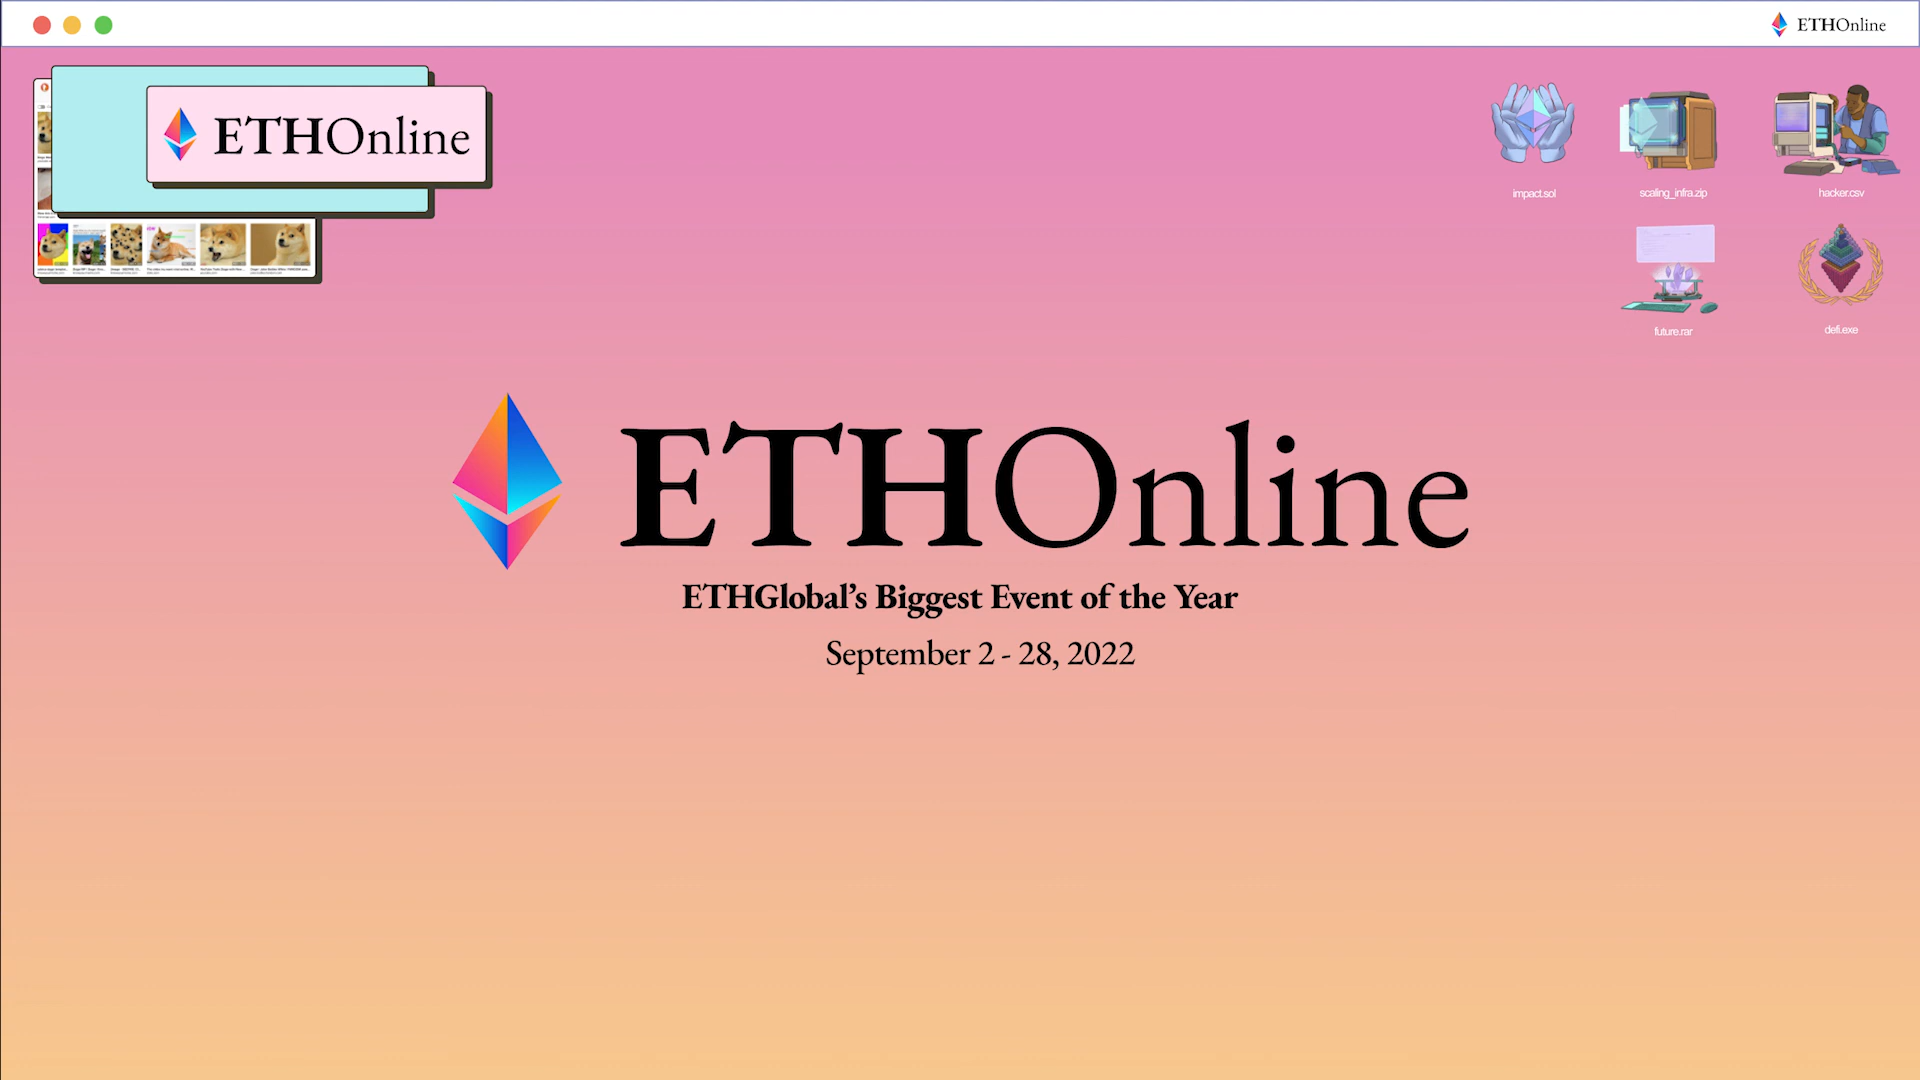 ETHOnline
ETHOnline
impact.sol
scaling_infra.zip
hacker.csv
future.rar
defi.exe
ETHOnline
ETHGlobal’s Biggest Event of the Year
September 2 - 28, 2022